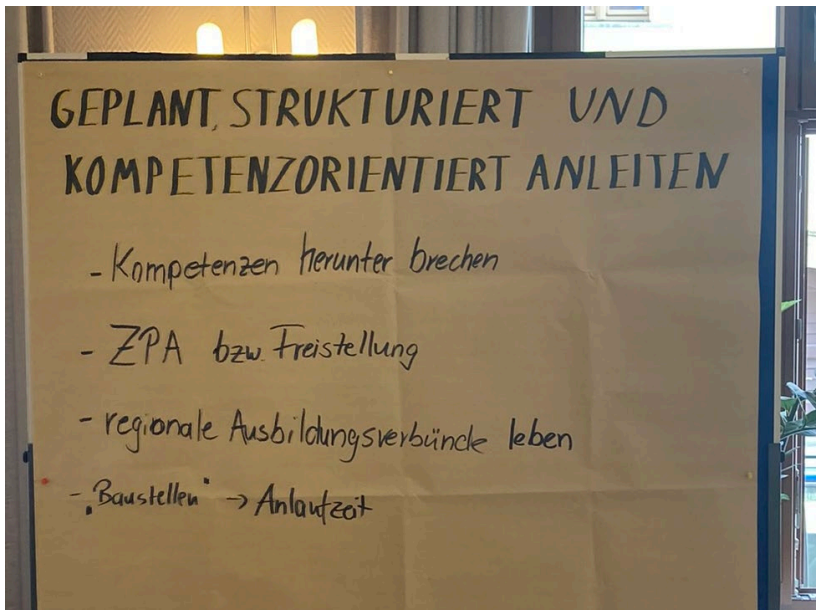 GEPLANT, STRUKTURIERT UND
KOMPETENZORIENTIERT ANLEITEN
- Kompetenzen herunter brechen
- ZPA bzw. Freistellung
- regionale Ausbildungsverbünde leben
- „Baustellen" → Anlaufzeit